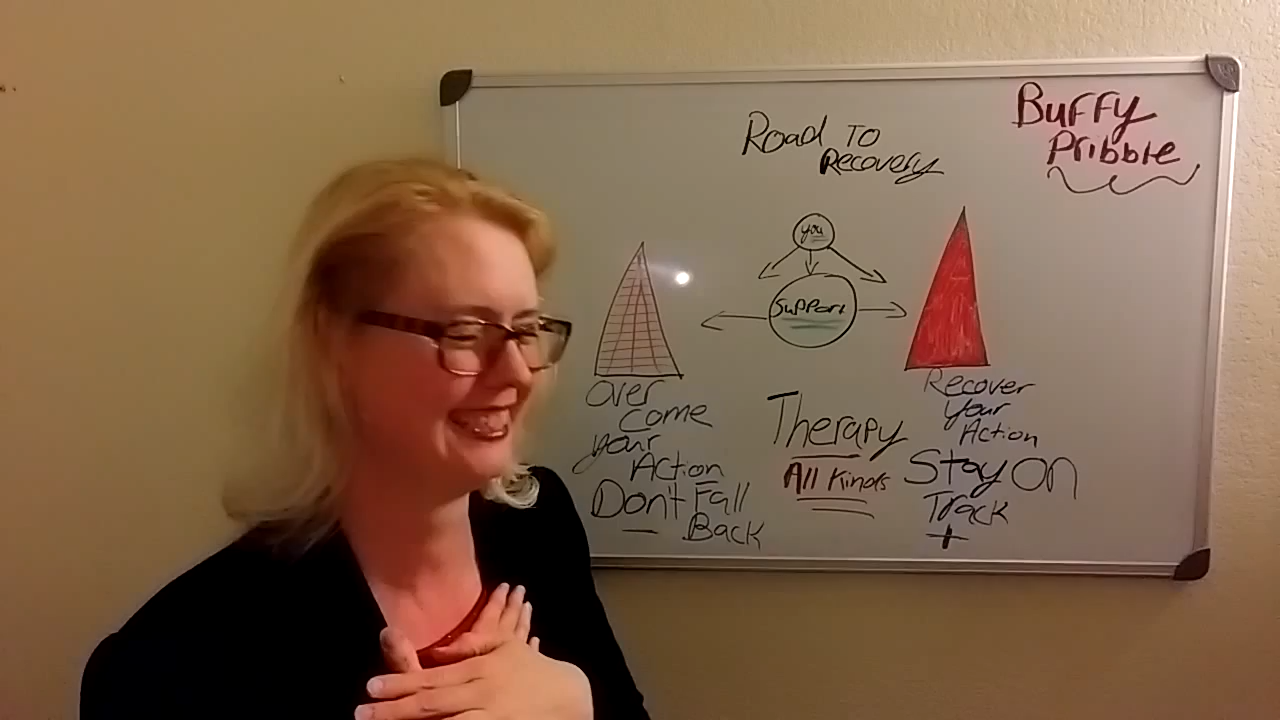 Buffy
Pribble
Road To
Recovery
you
Support
Over
come
your
Action
Don't Fall
Back
Therapy
All Kinds
Recover
Your
Action
Stay On
Track
+